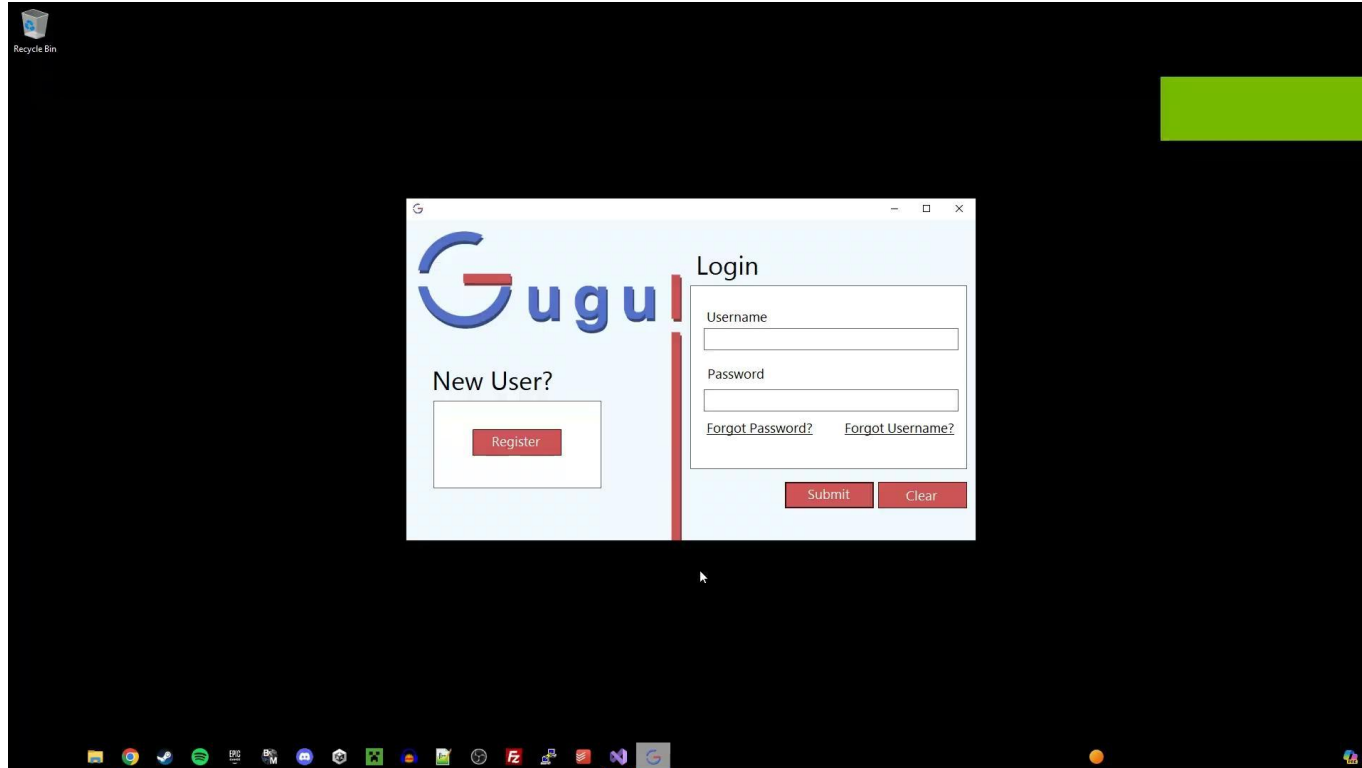 Recycle Bin
Gugul
New User?
Register
Login
Username
Password
Forgot Password? Forgot Username?
Submit Clear